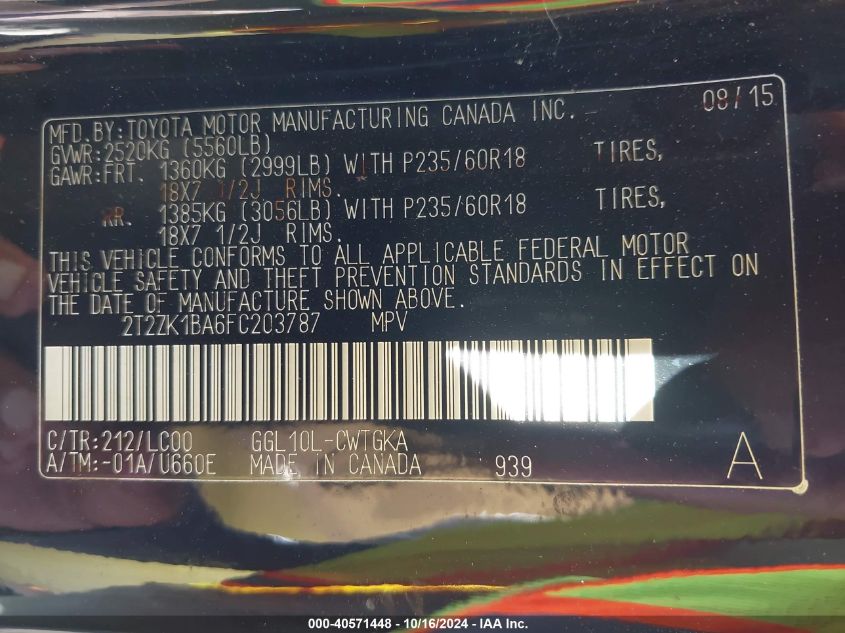 MFD. BY: TOYOTA MOTOR MANUFACTURING CANADA INC. 08/15
GVWR: 2520KG (5560LB)
GAWR: FRT. 1360KG (2999LB) WITH P235/60R18 TIRES,
18X7 1/2J RIMS.
RR. 1385KG (3056LB) WITH P235/60R18 TIRES,
18X7 1/2J RIMS.
THIS VEHICLE CONFORMS TO ALL APPLICABLE FEDERAL MOTOR
VEHICLE SAFETY AND THEFT PREVENTION STANDARDS IN EFFECT ON
THE DATE OF MANUFACTURE SHOWN ABOVE.
2T2ZK1BA6FC203787 MPV
C/TR: 212/LC00 GGL10L-CWTGKA
A/TM: -01A/U660E MADE IN CANADA 939 A
000-40571448 - 10/16/2024 - IAA Inc.